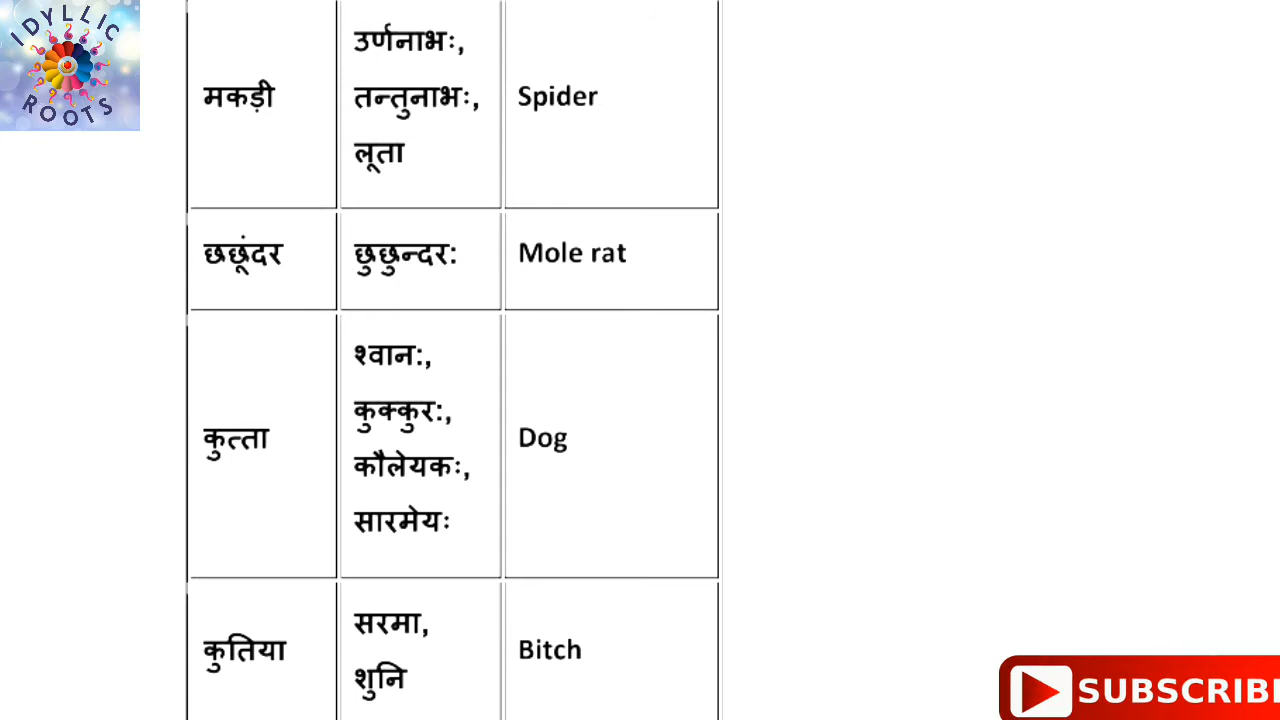 IDYLLIC
ROOTS
मकड़ी
उर्णनाभः,
तन्तुनाभः,
लूता
Spider
छछूंदर
छुछुन्दर:
Mole rat
कुत्ता
श्वान:,
कुक्कुर:,
कौलेयकः,
सारमेयः
Dog
कुतिया
सरमा,
शुनि
Bitch
SUBSCRIBE